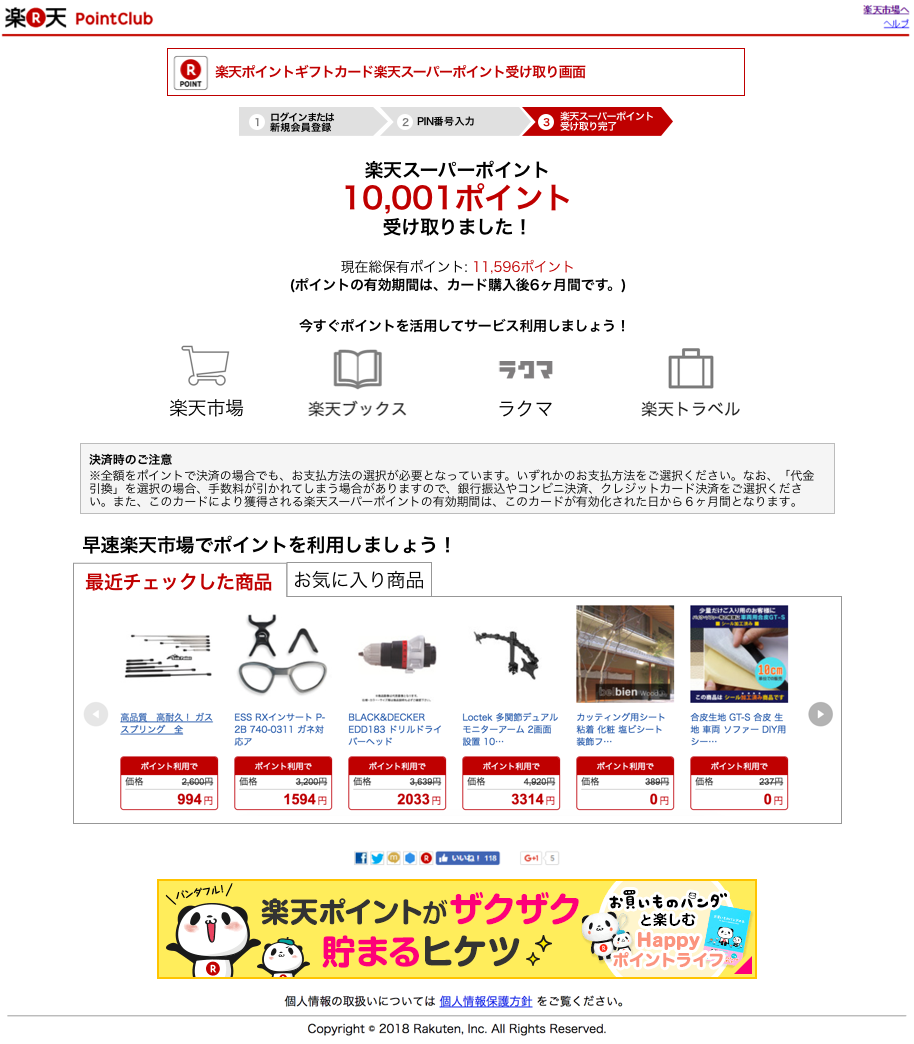 楽天 PointClub
楽天市場へ
ヘルプ
R
POINT
楽天ポイントギフトカード楽天スーパーポイント受け取り画面
1 ログインまたは
新規会員登録
2 PIN番号入力
3 楽天スーパーポイント
受け取り完了
楽天スーパーポイント
10,001ポイント
受け取りました！
現在総保有ポイント: 11,596ポイント
(ポイントの有効期間は、カード購入後6ヶ月間です。)
今すぐポイントを活用してサービス利用しましょう！
ラクマ
楽天市場 楽天ブックス ラクマ 楽天トラベル
決済時のご注意
※全額をポイントで決済の場合でも、お支払方法の選択が必要となっています。いずれかのお支払方法をご選択ください。なお、「代金
引換」を選択の場合、手数料が引かれてしまう場合がありますので、銀行振込やコンビニ決済、クレジットカード決済をご選択くださ
い。また、このカードにより獲得される楽天スーパーポイントの有効期間は、このカードが有効化された日から６ヶ月間となります。
早速楽天市場でポイントを利用しましょう！
最近チェックした商品 お気に入り商品
高品質　高耐久！ ガス
スプリング　全
ポイント利用で
価格 2,600円
994円
ESS RXインサート P-
2B 740-0311 ガネ対
応ア
ポイント利用で
価格 3,200円
1594円
BLACK&DECKER
EDD183 ドリルドライ
バーヘッド
ポイント利用で
価格 3,639円
2033円
Loctek 多関節デュアル
モニターアーム 2画面
設置 10…
ポイント利用で
価格 4,920円
3314円
bsbien
カッティング用シート
粘着 化粧 塩ビシート
装飾フ…
ポイント利用で
価格 389円
0円
少量だけご入り用のお客様に
10cm
この商品は シール加工済み商品です
合皮生地 GT-S 合皮 生
地 車両 ソファー DIY用
シー…
ポイント利用で
価格 237円
0円
いいね！ 118
G+1 5
パンダフル！
楽天ポイントがザクザク
貯まるヒケツ
お買いものパンダ
と楽しむ
Happy
ポイントライフ
個人情報の取扱いについては 個人情報保護方針 をご覧ください。
Copyright © 2018 Rakuten, Inc. All Rights Reserved.